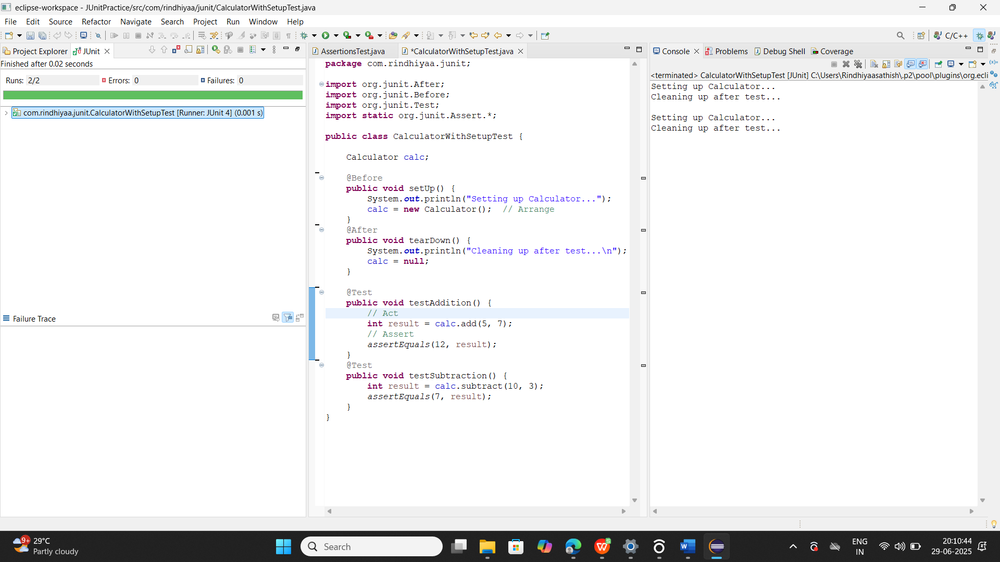 eclipse-workspace - JUnitPractice/src/com/rindhiyaa/junit/CalculatorWithSetupTest.java
File Edit Source Refactor Navigate Search Project Run Window Help
C/C++
Project Explorer JUnit
Finished after 0.02 seconds
Runs: 2/2 Errors: 0 Failures: 0
com.rindhiyaa.junit.CalculatorWithSetupTest [Runner: JUnit 4] (0.001 s)
Failure Trace
AssertionsTest.java *CalculatorWithSetupTest.java
package com.rindhiyaa.junit;
import org.junit.After;
import org.junit.Before;
import org.junit.Test;
import static org.junit.Assert.*;
public class CalculatorWithSetupTest {
Calculator calc;
@Before
public void setUp() {
System.out.println("Setting up Calculator...");
calc = new Calculator();  // Arrange
}
@After
public void tearDown() {
System.out.println("Cleaning up after test...\n");
calc = null;
}
@Test
public void testAddition() {
// Act
int result = calc.add(5, 7);
// Assert
assertEquals(12, result);
}
@Test
public void testSubtraction() {
int result = calc.subtract(10, 3);
assertEquals(7, result);
}
}
Console Problems Debug Shell Coverage
<terminated> CalculatorWithSetupTest [JUnit] C:\Users\Rindhiyaasathish\.p2\pool\plugins\org.ecli
Setting up Calculator...
Cleaning up after test...
Setting up Calculator...
Cleaning up after test...
9+
29°C
Partly cloudy
Search
ENG
IN
20:10:44
29-06-2025